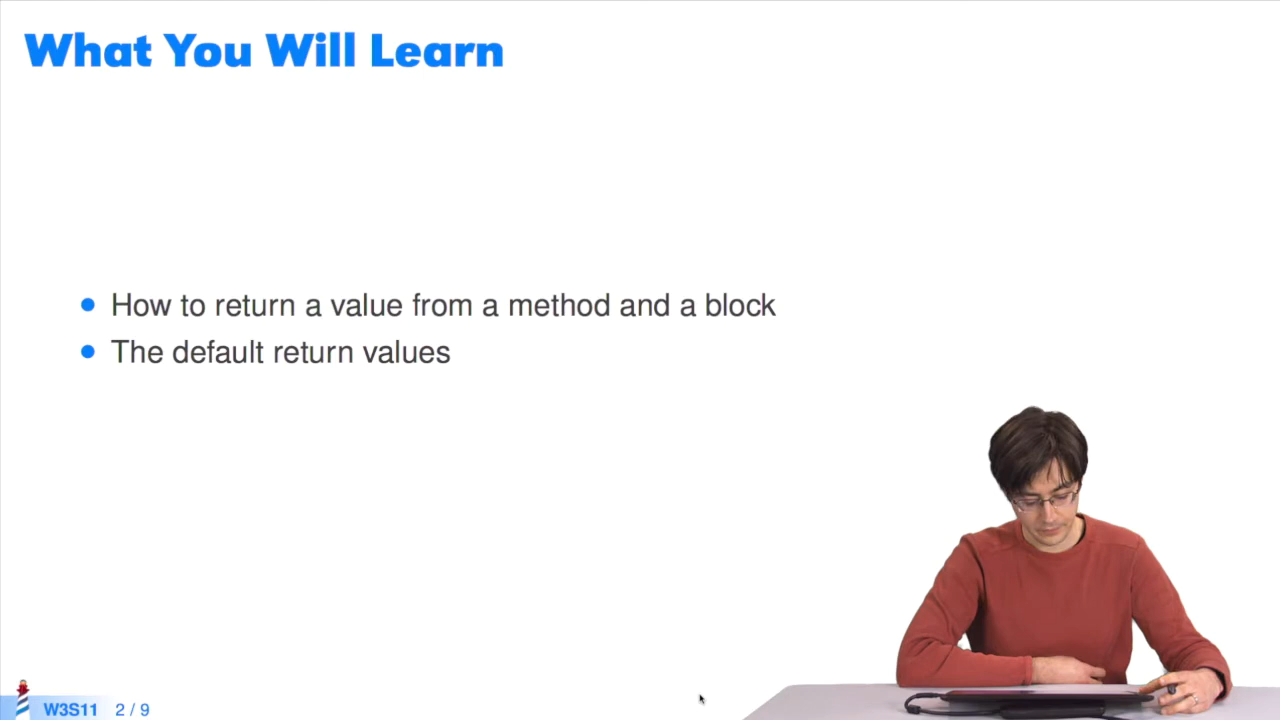 What You Will Learn
How to return a value from a method and a block
The default return values
W3S11 2 / 9